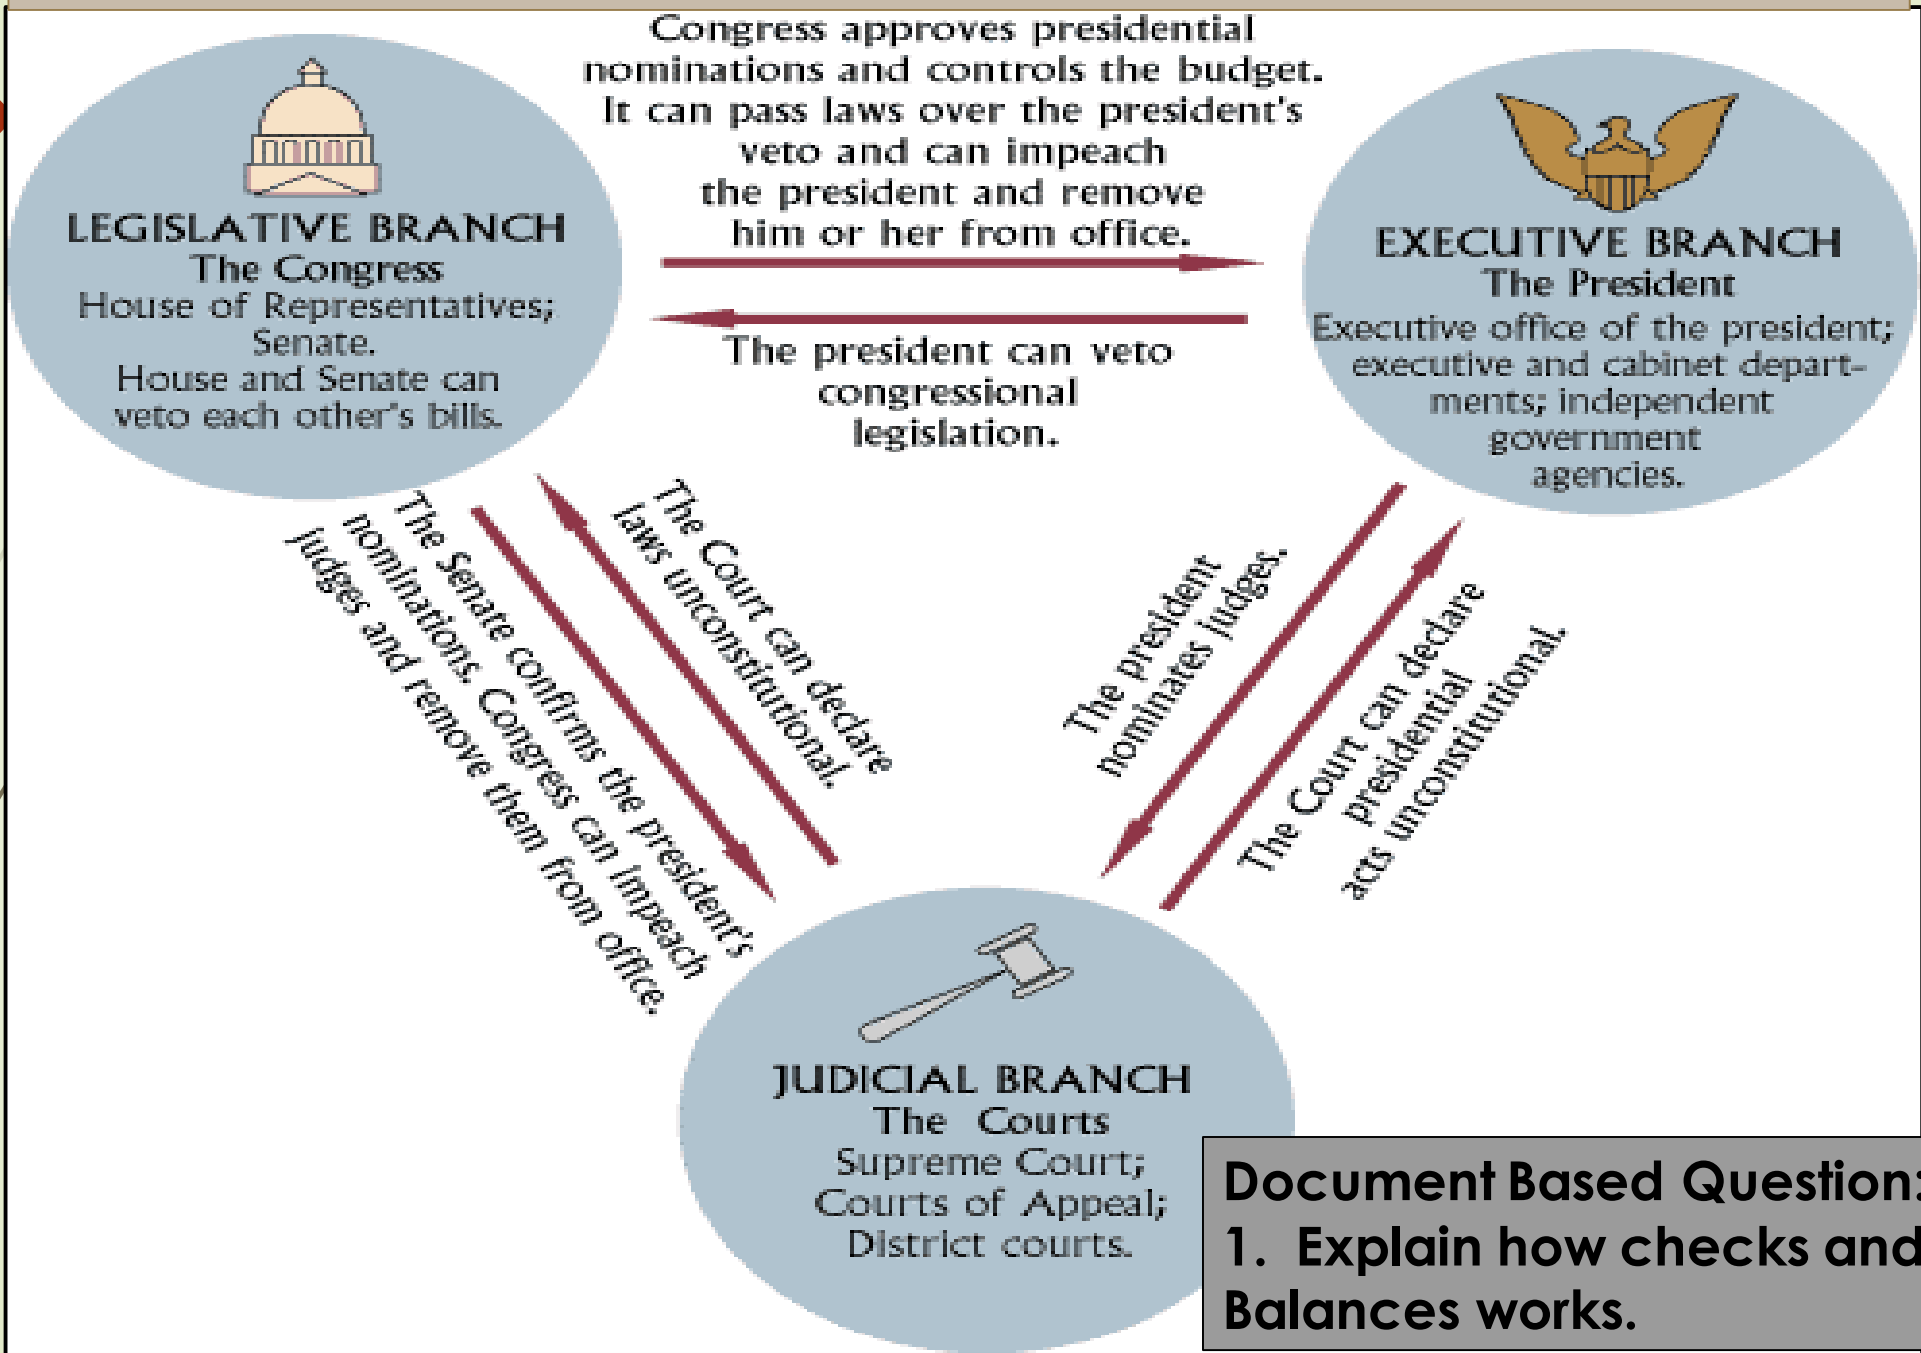 Congress approves presidential
nominations and controls the budget.
It can pass laws over the president's
veto and can impeach
the president and remove
him or her from office.
LEGISLATIVE BRANCH
The Congress
House of Representatives;
Senate.
House and Senate can
veto each other's bills.
EXECUTIVE BRANCH
The President
Executive office of the president;
executive and cabinet depart-
ments; independent
government
agencies.
The president can veto
congressional
legislation.
The Senate confirms the president's
nominations. Congress can impeach
judges and remove them from office.
The Court can declare
laws unconstitutional.
The president
nominates judges.
The Court can declare
presidential
acts unconstitutional.
JUDICIAL BRANCH
The Courts
Supreme Court;
Courts of Appeal;
District courts.
Document Based Question:
1. Explain how checks and
Balances works.